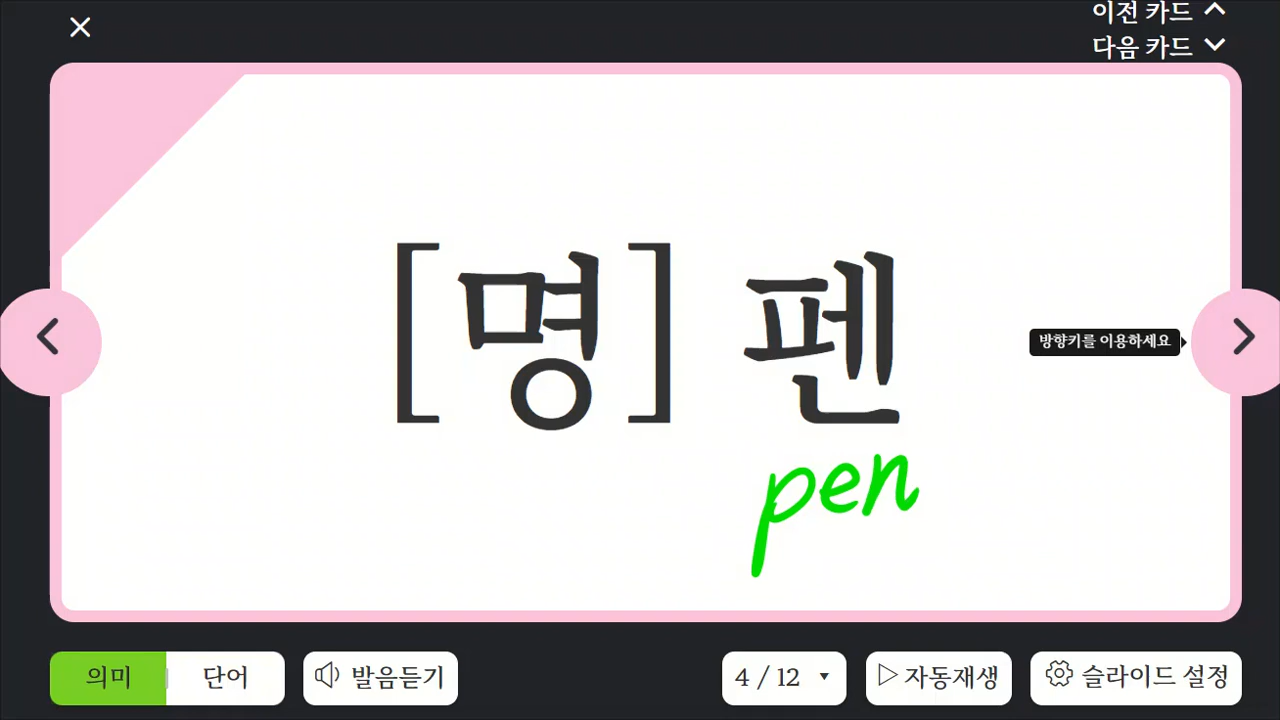 이전 카드
다음 카드
[명] 펜
방향키를 이용하세요
pen
의미 단어 발음듣기 4 / 12 자동재생 슬라이드 설정